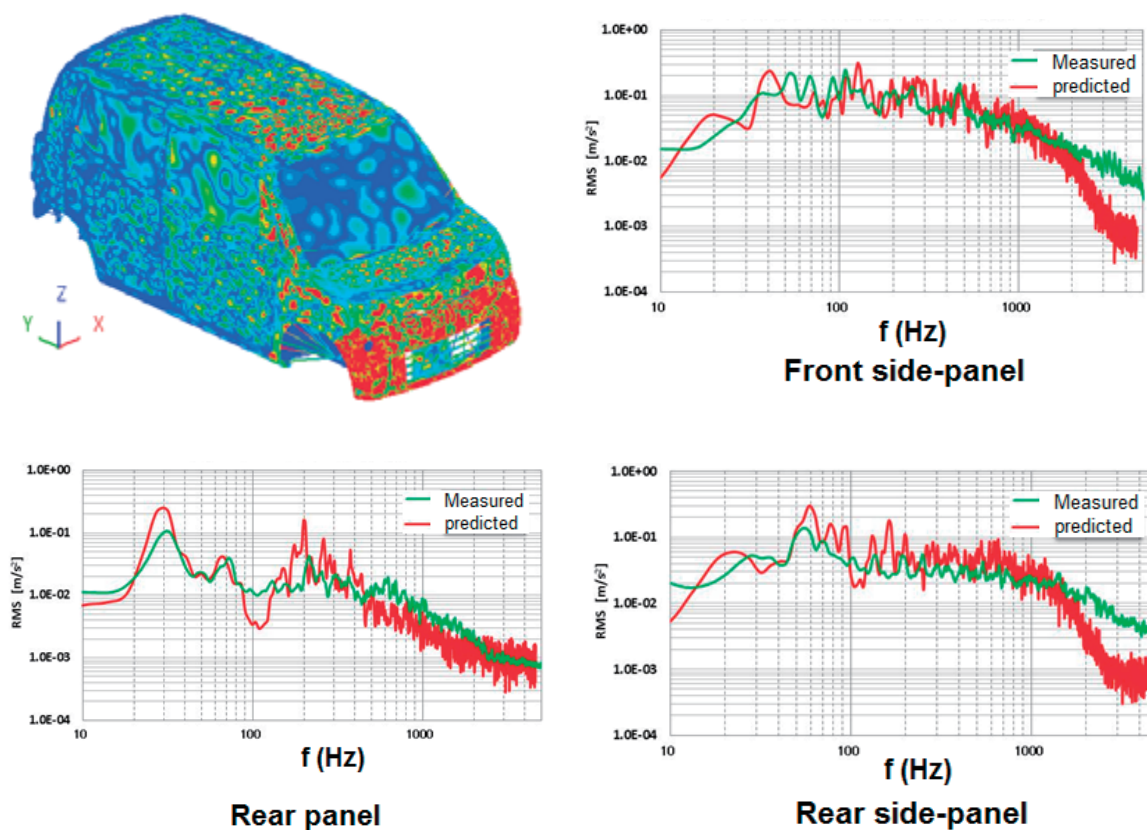 Z
Y
X
1.0E+00
1.0E-01
1.0E-02
1.0E-03
1.0E-04
RMS [m/s²]
Measured
predicted
10
100
1000
f (Hz)
Front side-panel
1.0E+00
1.0E-01
1.0E-02
1.0E-03
1.0E-04
RMS [m/s²]
Measured
predicted
10
100
1000
f (Hz)
Rear panel
1.0E+00
1.0E-01
1.0E-02
1.0E-03
1.0E-04
RMS [m/s²]
Measured
predicted
10
100
1000
f (Hz)
Rear side-panel